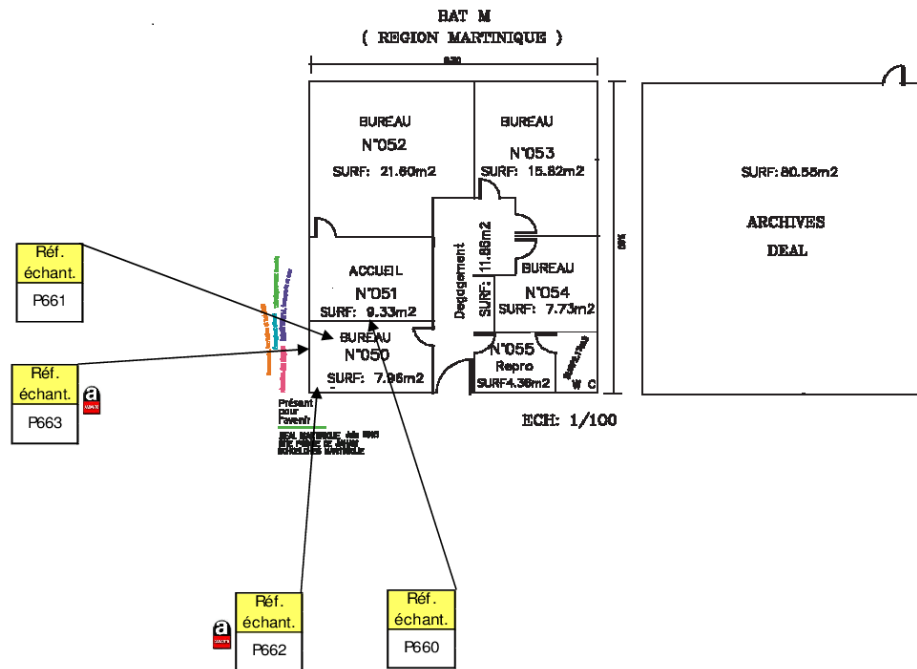 BAT M
( REGION MARTINIQUE )
BUREAU
N°052
SURF: 21.60m2
BUREAU
N°053
SURF: 15.82m2
SURF: 80.55m2
ARCHIVES
DEAL
Réf.
échant.
P661
ACCUEIL
N°051
SURF: 9.33m2
Degagement
SURF: 11.86m2
BUREAU
N°054
SURF: 7.73m2
BUREAU
N°050
SURF: 7.96m2
N°055
Repro
SURF4.36m2
W C
Réf.
échant.
P663
a
Présent
pour
l'avenir
ECH: 1/100
Réf.
échant.
P662
a
Réf.
échant.
P660